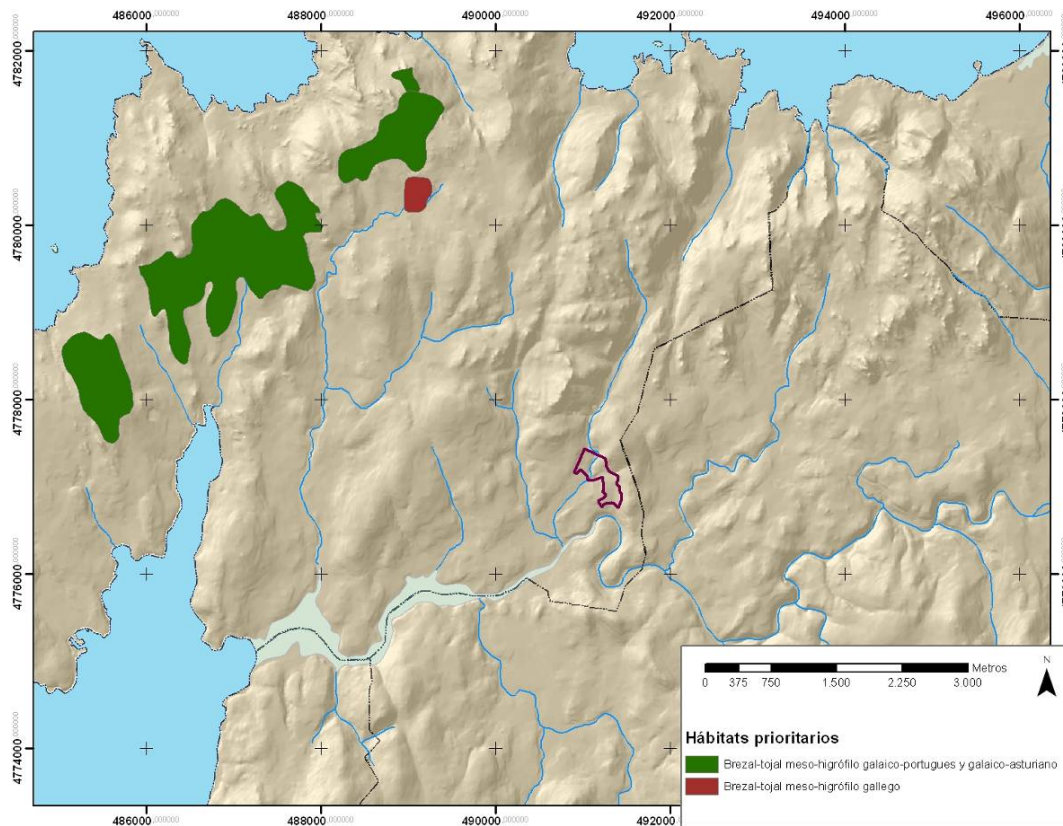 486000,000000 488000,000000 490000,000000 492000,000000 494000,000000 496000,000000
4782000,000000
4780000,000000
4778000,000000
4776000,000000
4774000,000000
Metros
0 375 750 1.500 2.250 3.000
N
Hábitats prioritarios
Brezal-tojal meso-higrófilo galaico-portugues y galaico-asturiano
Brezal-tojal meso-higrófilo gallego
486000,000000 488000,000000 490000,000000 492000